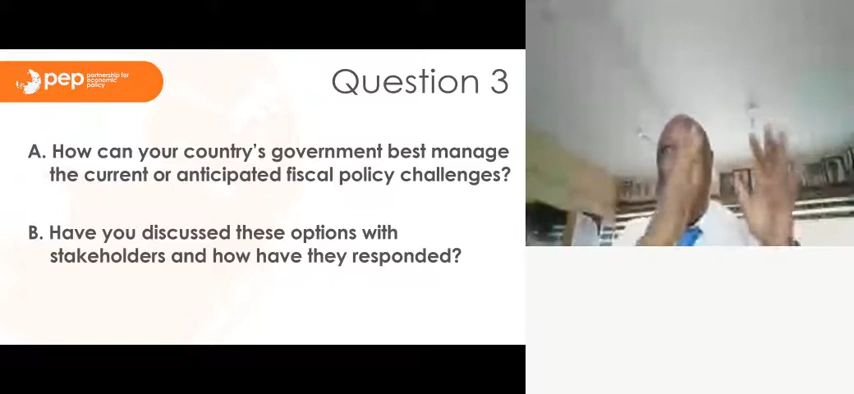 pep partnership for
economic
policy
Question 3
A. How can your country's government best manage
the current or anticipated fiscal policy challenges?
B. Have you discussed these options with
stakeholders and how have they responded?